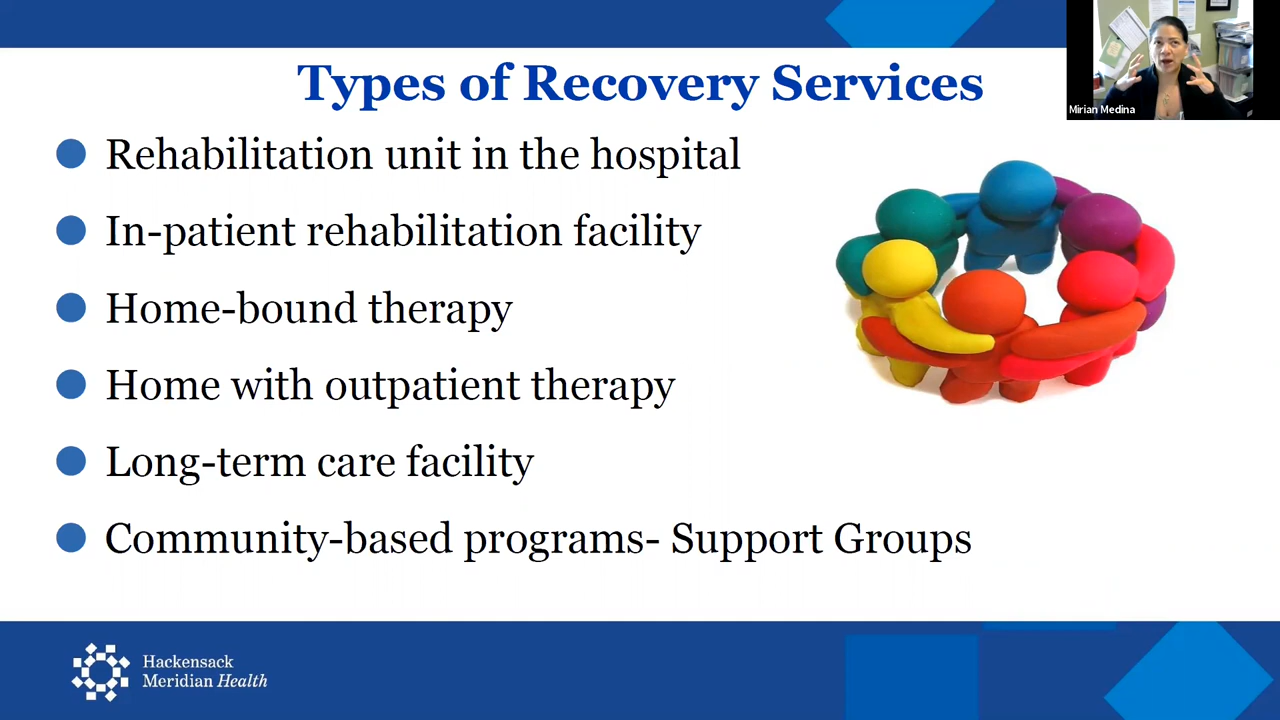 Types of Recovery Services
Mirian Medina
Rehabilitation unit in the hospital
In-patient rehabilitation facility
Home-bound therapy
Home with outpatient therapy
Long-term care facility
Community-based programs- Support Groups
Hackensack
Meridian Health